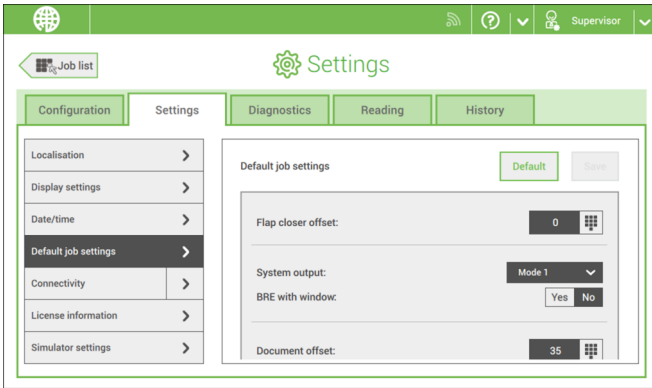 Supervisor
Job list
Settings
Configuration
Settings
Diagnostics
Reading
History
Localisation
Display settings
Date/time
Default job settings
Connectivity
License information
Simulator settings
Default job settings
Default
Save
Flap closer offset:
0
System output:
Mode 1
BRE with window:
Yes No
Document offset:
35